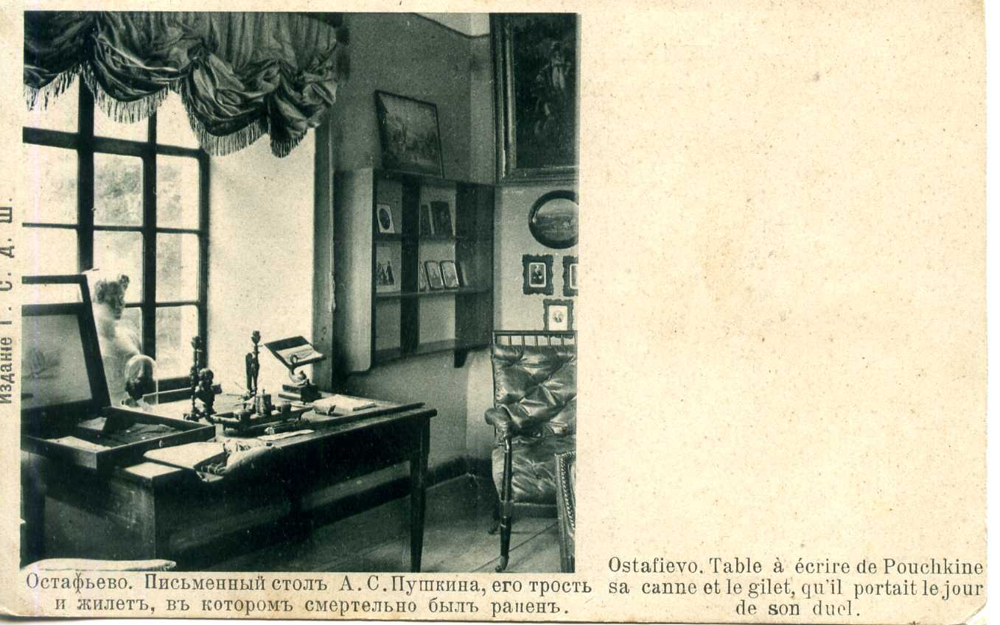 Изданіе Г. С. Д. Ш.
Остафьево. Письменный столъ А. С. Пушкина, его трость
и жилетъ, въ которомъ смертельно былъ раненъ.
Ostafievo. Table à écrire de Pouchkine
sa canne et le gilet, qu'il portait le jour
de son duel.